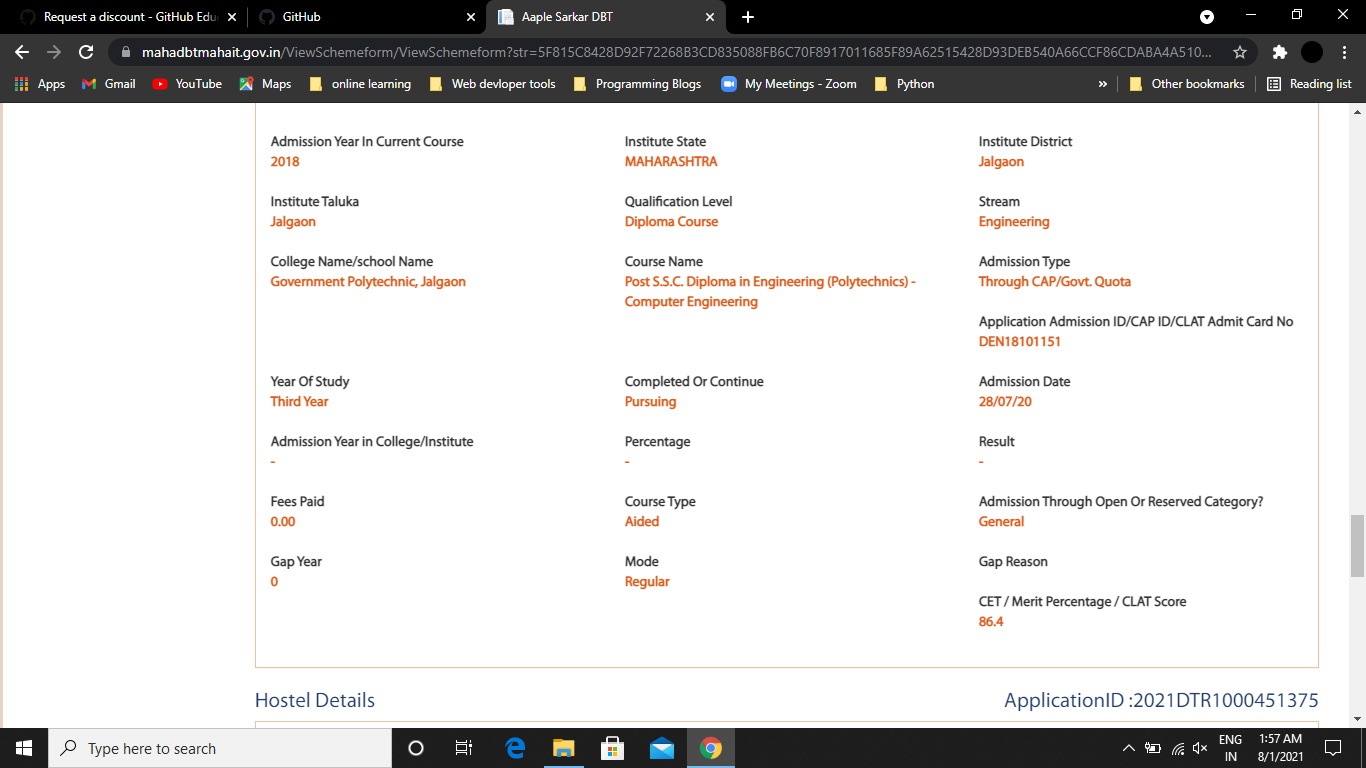 Request a discount - GitHub Edu
GitHub
Aaple Sarkar DBT
mahadbtmahait.gov.in/ViewSchemeform/ViewSchemeform?str=5F815C8428D92F72268B3CD835088FB6C70F8917011685F89A62515428D93DEB540A66CCF86CDABA4A510...
Apps
Gmail
YouTube
Maps
online learning
Web devloper tools
Programming Blogs
My Meetings - Zoom
Python
»
Other bookmarks
Reading list
Admission Year In Current Course
2018
Institute State
MAHARASHTRA
Institute District
Jalgaon
Institute Taluka
Jalgaon
Qualification Level
Diploma Course
Stream
Engineering
College Name/school Name
Government Polytechnic, Jalgaon
Course Name
Post S.S.C. Diploma in Engineering (Polytechnics) -
Computer Engineering
Admission Type
Through CAP/Govt. Quota
Application Admission ID/CAP ID/CLAT Admit Card No
DEN18101151
Year Of Study
Third Year
Completed Or Continue
Pursuing
Admission Date
28/07/20
Admission Year in College/Institute
-
Percentage
-
Result
-
Fees Paid
0.00
Course Type
Aided
Admission Through Open Or Reserved Category?
General
Gap Year
0
Mode
Regular
Gap Reason
CET / Merit Percentage / CLAT Score
86.4
Hostel Details
ApplicationID :2021DTR1000451375
Type here to search
ENG
IN
1:57 AM
8/1/2021